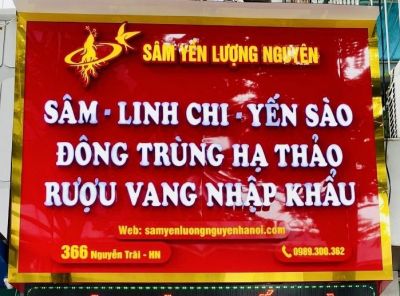 SÂM YẾN LƯỢNG NGUYÊN
SÂM - LINH CHI - YẾN SÀO
ĐÔNG TRÙNG HẠ THẢO
RƯỢU VANG NHẬP KHẨU
Web: samyenluongnguyenhanoi.com
366 Nguyễn Trãi - HN
0989.300.362